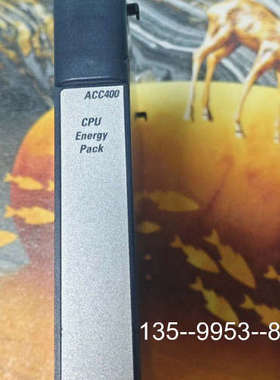 ACC400
CPU
Energy
Pack
135--9953--8